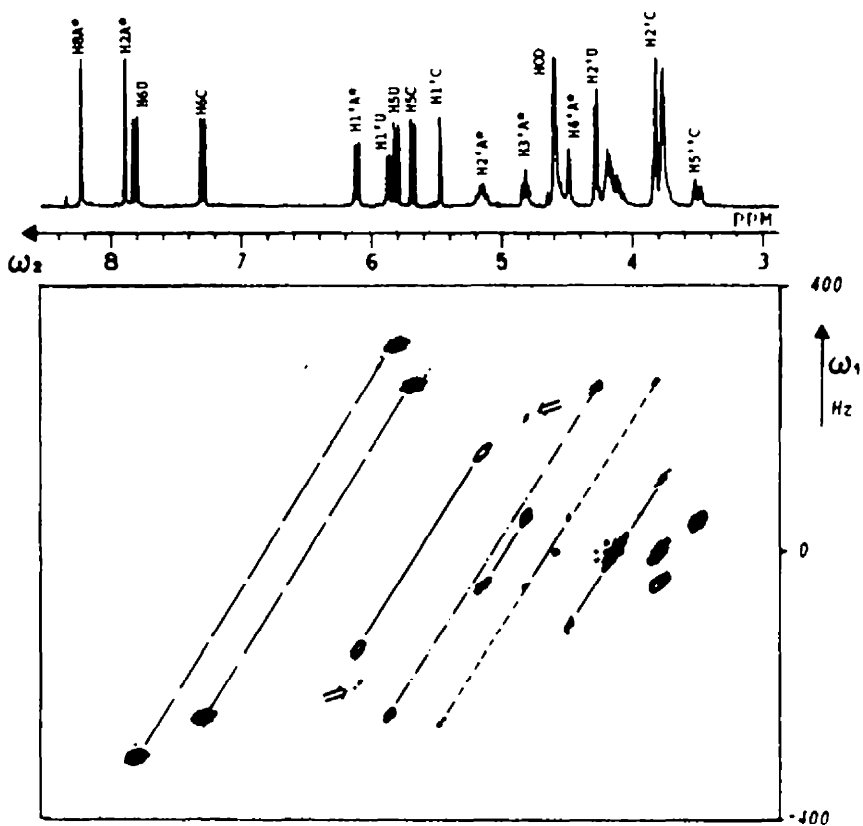 H8A*
H2A*
H6U
H6C
H1'A*
H1'U
H5U
H5C
H1'C
H2'A*
H3'A*
HOD
H4'A*
H2'U
H2'C
H5''C
PPM
ω₂ 8 7 6 5 4 3
400
ω₁
Hz
0
-400